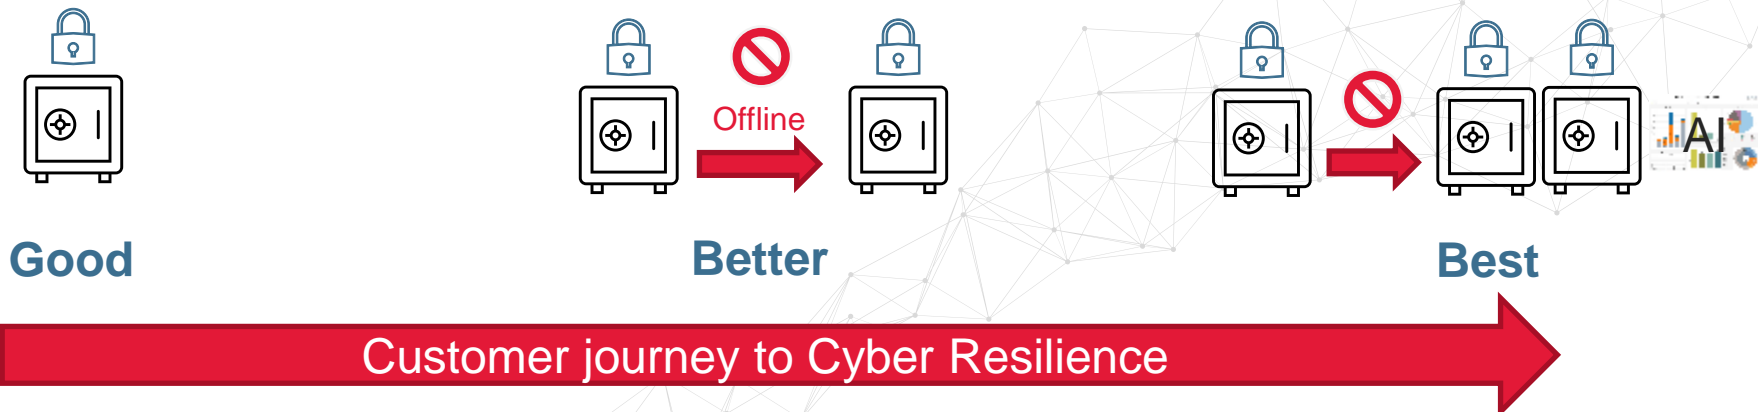 Offline
AI
Good
Better
Best
Customer journey to Cyber Resilience